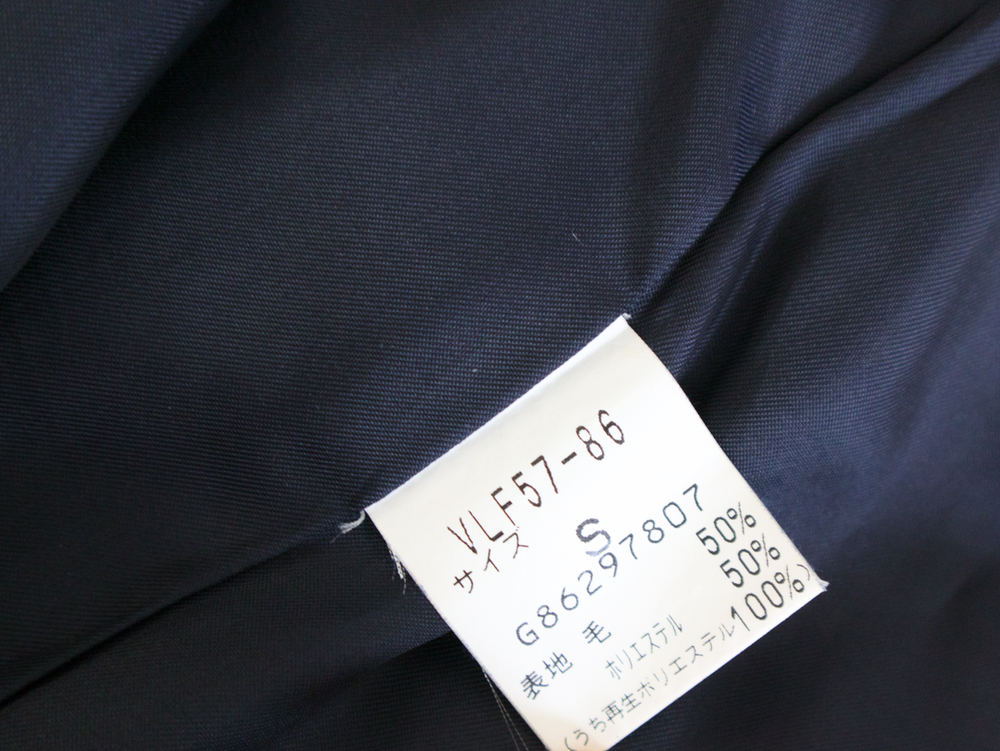 VLF57-86
サイズ S
G86297807
表地 毛 50%
ポリエステル 50%
(うち再生ポリエステル100%)